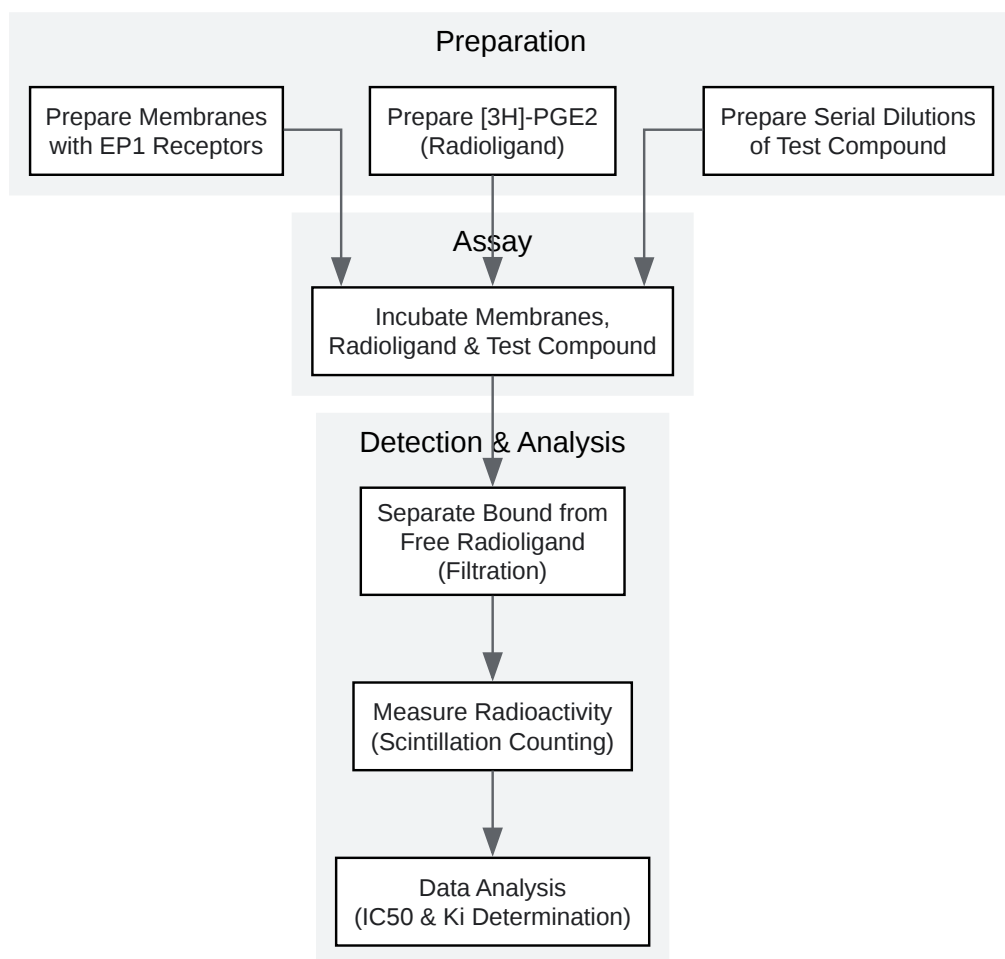 Preparation
Prepare Membranes
with EP1 Receptors
Prepare [3H]-PGE2
(Radioligand)
Prepare Serial Dilutions
of Test Compound
Assay
Incubate Membranes,
Radioligand & Test Compound
Detection & Analysis
Separate Bound from
Free Radioligand
(Filtration)
Measure Radioactivity
(Scintillation Counting)
Data Analysis
(IC50 & Ki Determination)